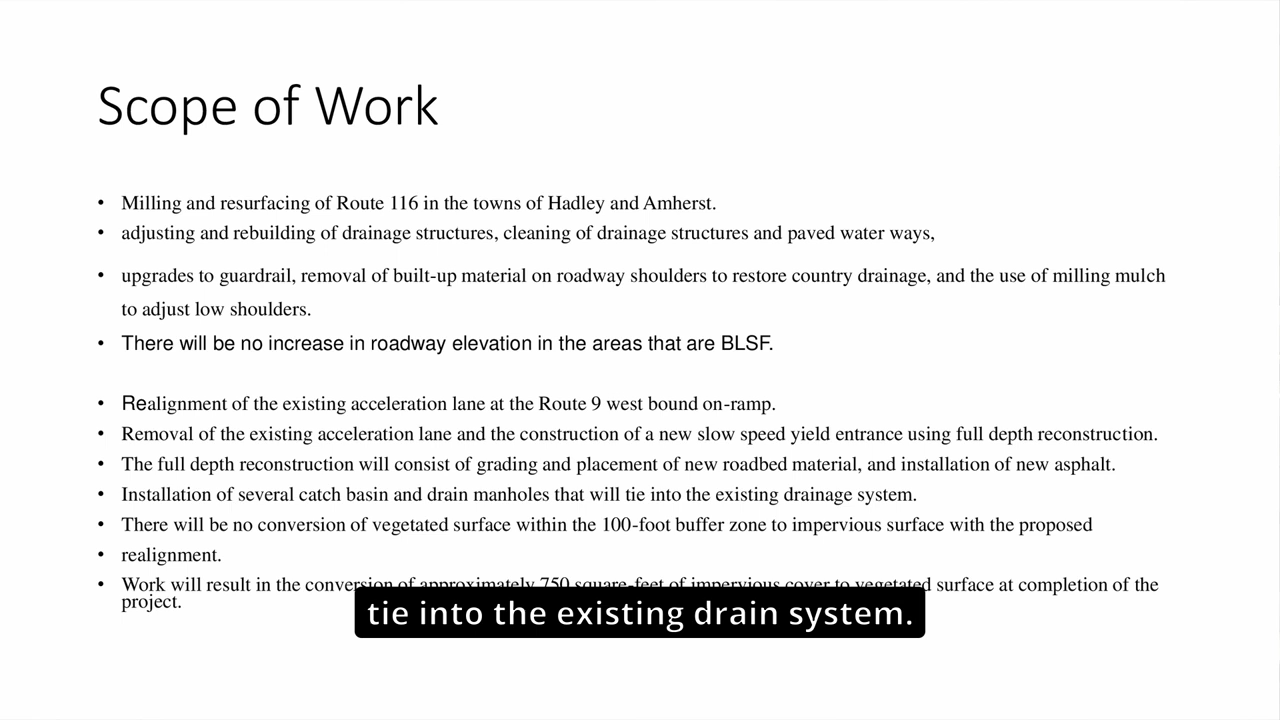 Scope of Work
• Milling and resurfacing of Route 116 in the towns of Hadley and Amherst.
• adjusting and rebuilding of drainage structures, cleaning of drainage structures and paved water ways,
• upgrades to guardrail, removal of built-up material on roadway shoulders to restore country drainage, and the use of milling mulch
to adjust low shoulders.
• There will be no increase in roadway elevation in the areas that are BLSF.
• Realignment of the existing acceleration lane at the Route 9 west bound on-ramp.
• Removal of the existing acceleration lane and the construction of a new slow speed yield entrance using full depth reconstruction.
• The full depth reconstruction will consist of grading and placement of new roadbed material, and installation of new asphalt.
• Installation of several catch basin and drain manholes that will tie into the existing drainage system.
• There will be no conversion of vegetated surface within the 100-foot buffer zone to impervious surface with the proposed
• realignment.
• Work will result in the conversion of approximately 750 square-feet of impervious cover to vegetated surface at completion of the
project.
tie into the existing drain system.